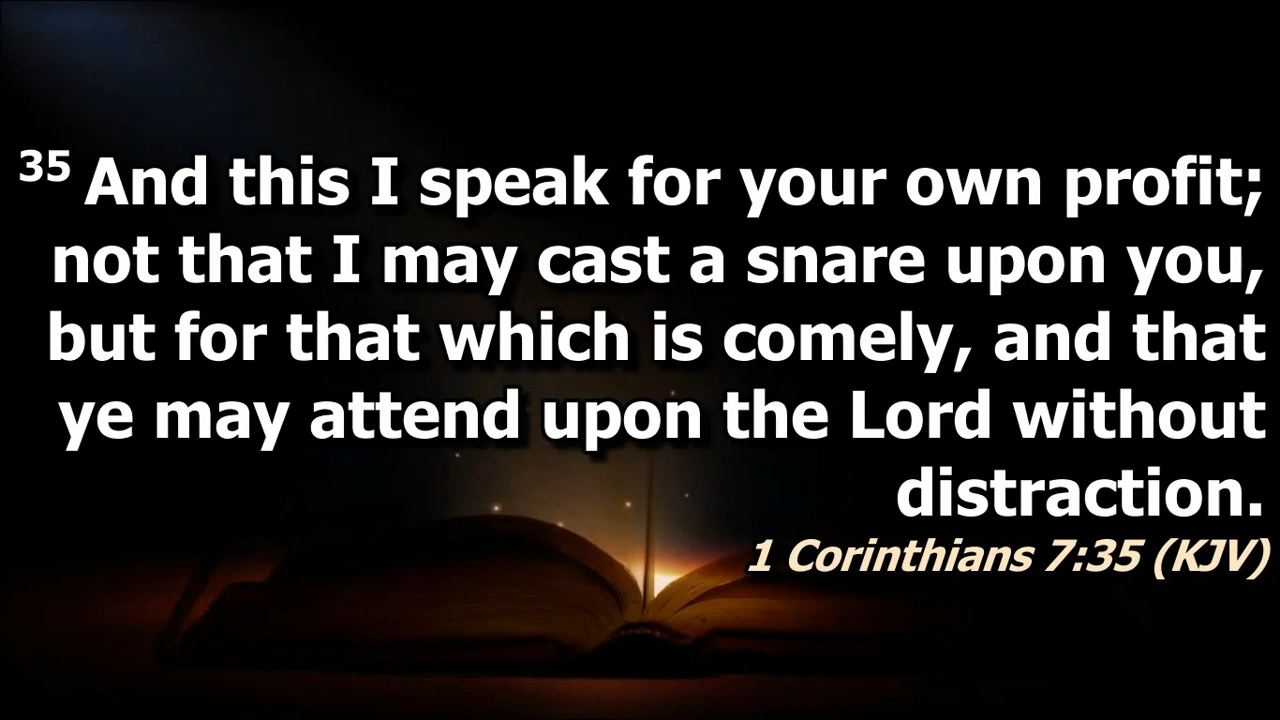 35 And this I speak for your own profit;
not that I may cast a snare upon you,
but for that which is comely, and that
ye may attend upon the Lord without
distraction.
1 Corinthians 7:35 (KJV)